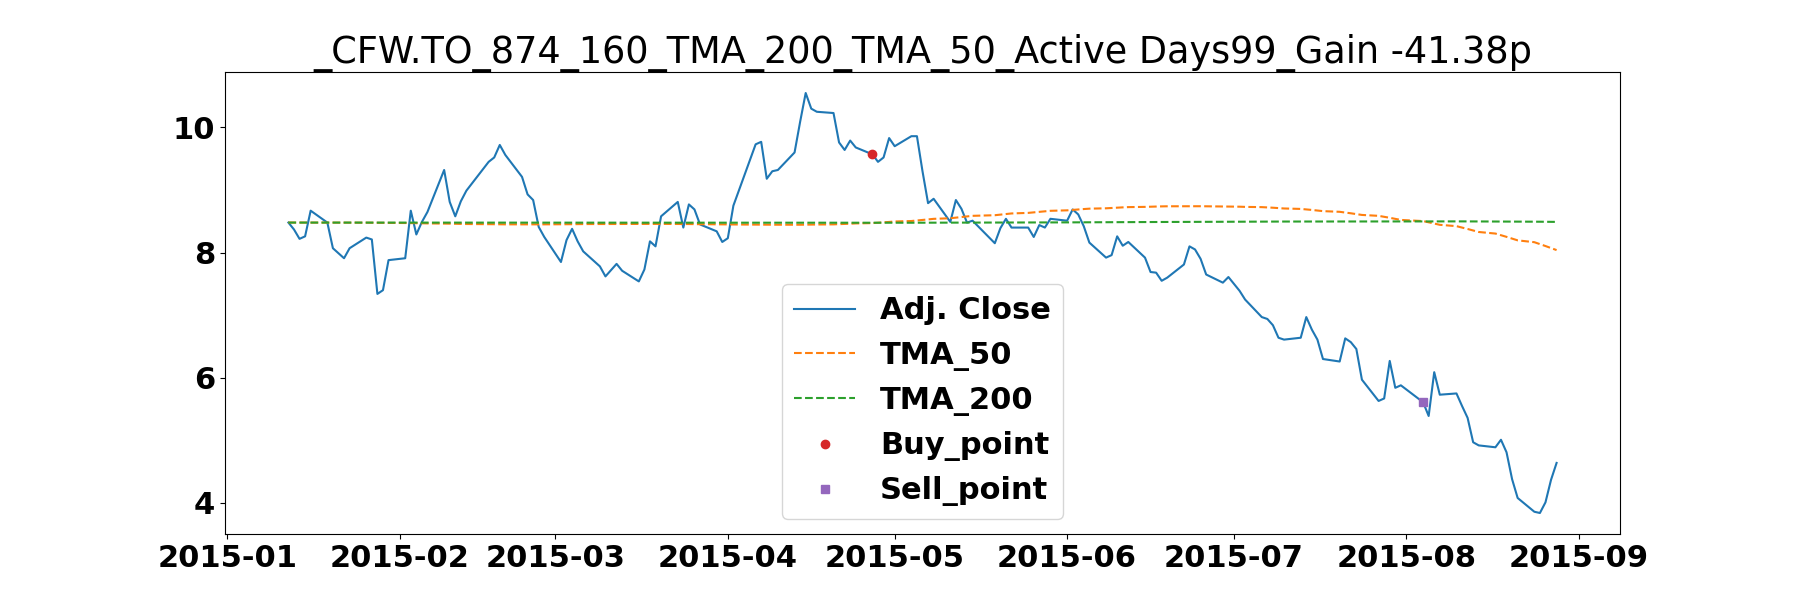 _CFW.TO_874_160_TMA_200_TMA_50_Active Days99_Gain -41.38p
10
8
6
4
Adj. Close
TMA_50
TMA_200
Buy_point
Sell_point
2015-01 2015-02 2015-03 2015-04 2015-05 2015-06 2015-07 2015-08 2015-09